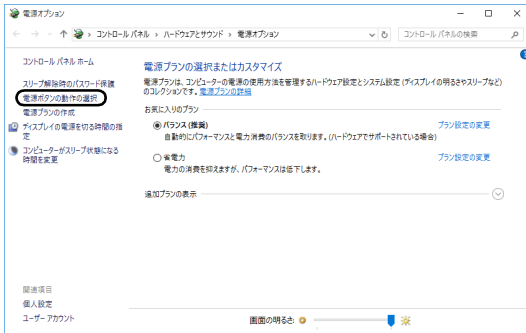 電源オプション
コントロール パネル › ハードウェアとサウンド › 電源オプション
コントロール パネルの検索
コントロール パネル ホーム
スリープ解除時のパスワード保護
電源ボタンの動作の選択
電源プランの作成
ディスプレイの電源を切る時間の指
定
コンピューターがスリープ状態になる
時間を変更
電源プランの選択またはカスタマイズ
電源プランは、コンピューターの電源の使用方法を管理するハードウェア設定とシステム設定 (ディスプレイの明るさやスリープなど)
のコレクションです。電源プランの詳細
お気に入りのプラン
バランス (推奨) プラン設定の変更
自動的にパフォーマンスと電力消費のバランスを取ります。(ハードウェアでサポートされている場合)
省電力 プラン設定の変更
電力の消費を抑えますが、パフォーマンスは低下します。
追加プランの表示
関連項目
個人設定
ユーザー アカウント
画面の明るさ: